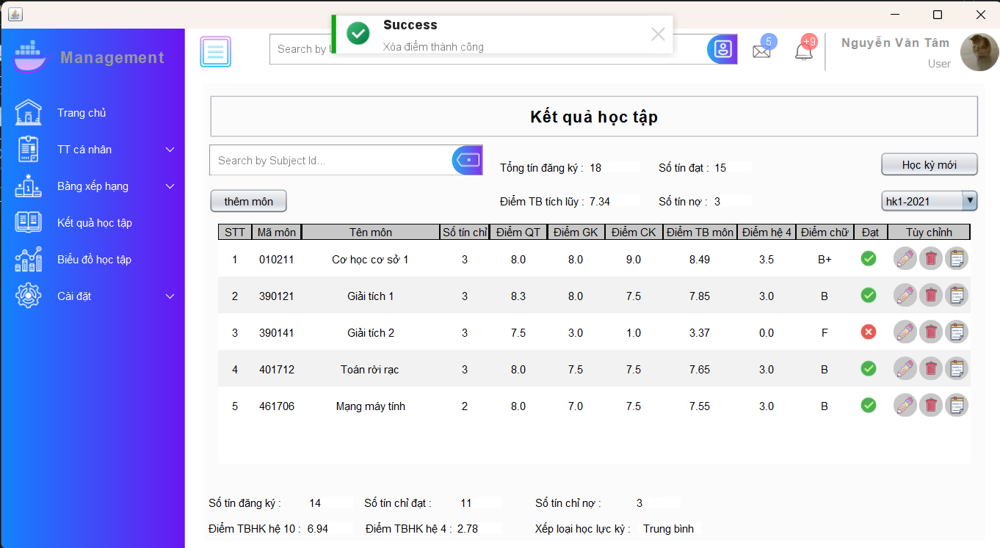 Success
Xóa điểm thành công
Management
Search by
5
+9
Nguyễn Văn Tâm
User
Trang chủ
TT cá nhân
Bảng xếp hạng
Kết quả học tập
Biểu đồ học tập
Cài đặt
Kết quả học tập
Search by Subject Id...
Tổng tín đăng ký : 18 Số tín đạt : 15
Học kỳ mới
thêm môn
Điểm TB tích lũy : 7.34 Số tín nợ : 3
hk1-2021
STT Mã môn Tên môn Số tín chỉ Điểm QT Điểm GK Điểm CK Điểm TB môn Điểm hệ 4 Điểm chữ Đạt Tùy chỉnh
1 010211 Cơ học cơ sở 1 3 8.0 8.0 9.0 8.49 3.5 B+
2 390121 Giải tích 1 3 8.3 8.0 7.5 7.85 3.0 B
3 390141 Giải tích 2 3 7.5 3.0 1.0 3.37 0.0 F
4 401712 Toán rời rạc 3 8.0 7.5 7.5 7.65 3.0 B
5 461706 Mạng máy tính 2 8.0 7.0 7.5 7.55 3.0 B
Số tín đăng ký : 14 Số tín chỉ đạt : 11 Số tín chỉ nợ : 3
Điểm TBHK hệ 10 : 6.94 Điểm TBHK hệ 4 : 2.78 Xếp loại học lực kỳ : Trung bình